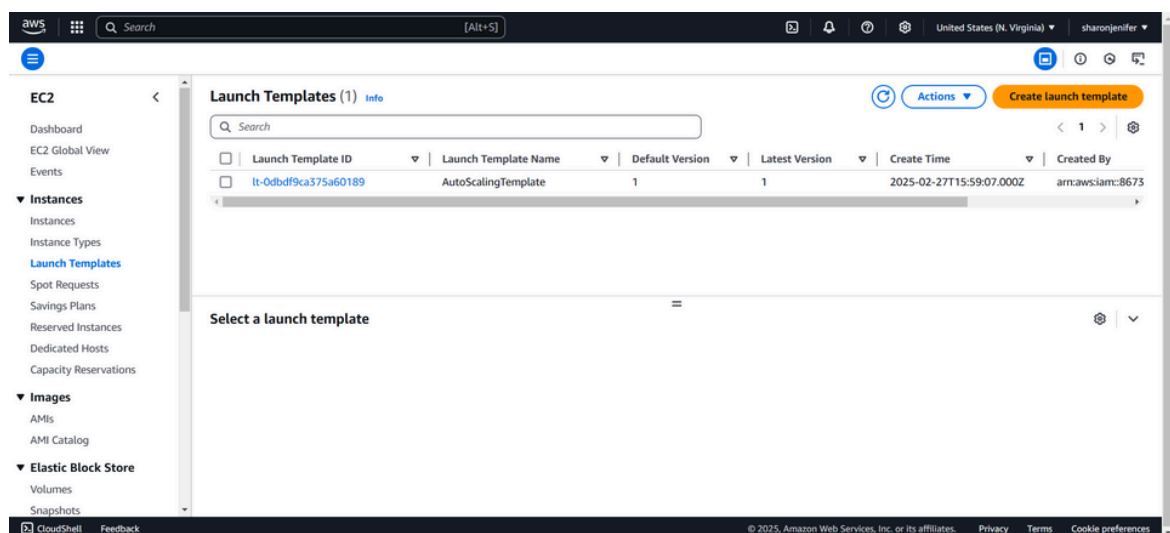 aws
Search
[Alt+S]
United States (N. Virginia)
sharonjenifer
EC2
Dashboard
EC2 Global View
Events
Instances
Instances
Instance Types
Launch Templates
Spot Requests
Savings Plans
Reserved Instances
Dedicated Hosts
Capacity Reservations
Images
AMIs
AMI Catalog
Elastic Block Store
Volumes
Snapshots
Launch Templates (1) Info
Actions
Create launch template
Search
1
Launch Template ID Launch Template Name Default Version Latest Version Create Time Created By
lt-0dbdf9ca375a60189 AutoScalingTemplate 1 1 2025-02-27T15:59:07.000Z arn:aws:iam::8673
Select a launch template
CloudShell Feedback © 2025, Amazon Web Services, Inc. or its affiliates. Privacy Terms Cookie preferences